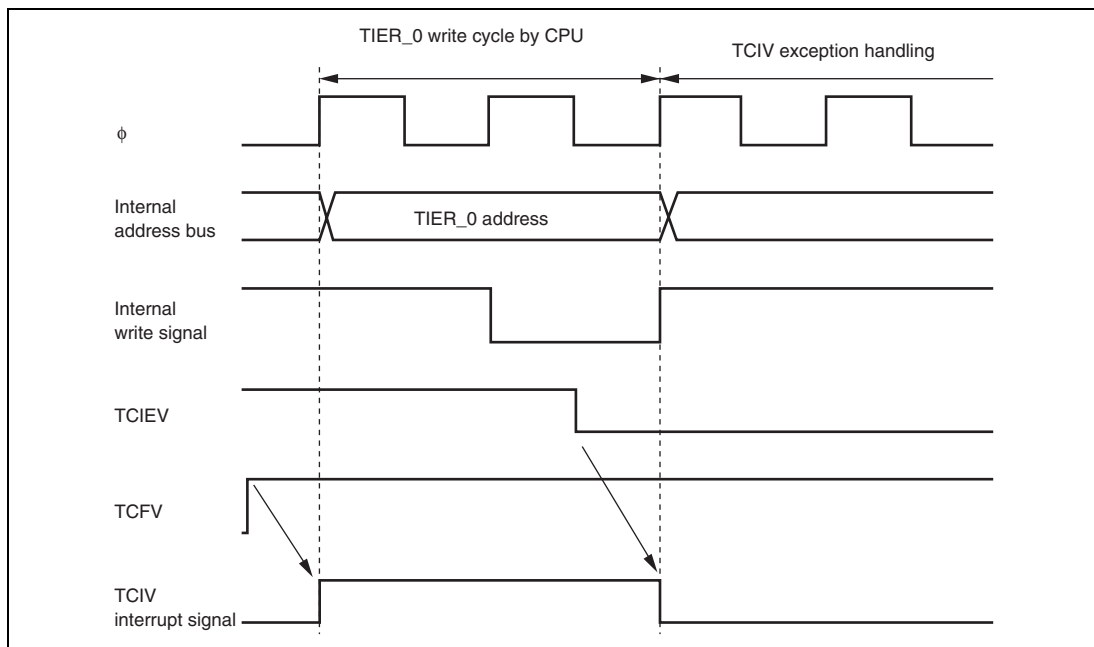 TIER_0 write cycle by CPU
TCIV exception handling
ϕ
Internal
address bus
TIER_0 address
Internal
write signal
TCIEV
TCFV
TCIV
interrupt signal